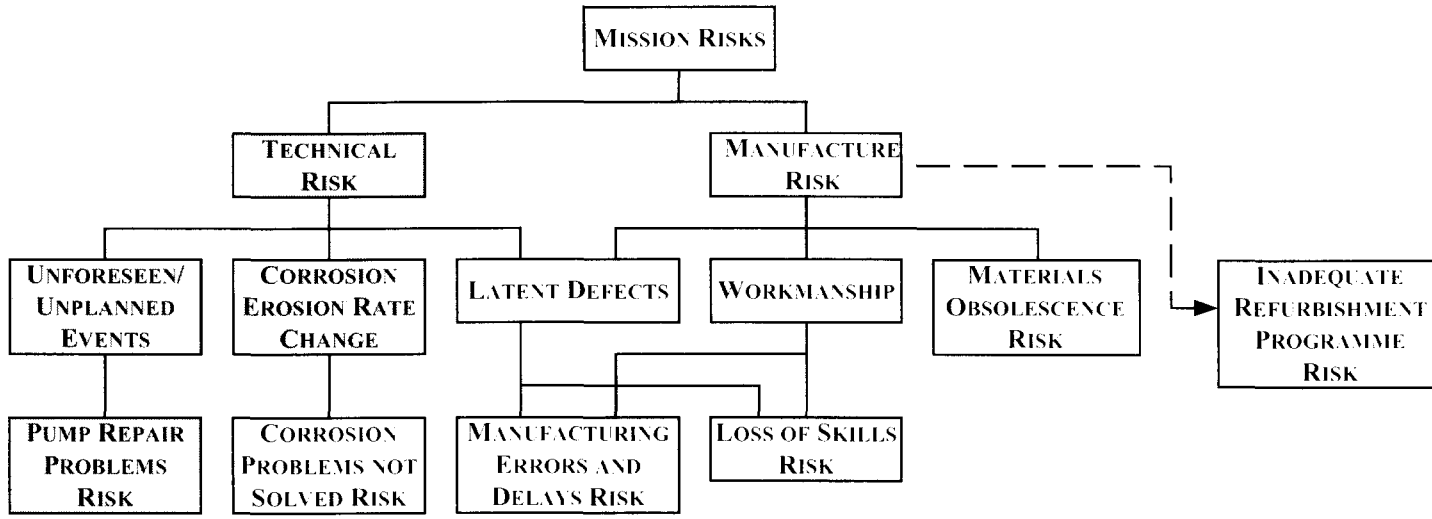 MISSION RISKS
TECHNICAL
RISK
MANUFACTURE
RISK
UNFORESEEN/
UNPLANNED
EVENTS
CORROSION
EROSION RATE
CHANGE
LATENT DEFECTS
WORKMANSHIP
MATERIALS
OBSOLESCENCE
RISK
INADEQUATE
REFURBISHMENT
PROGRAMME
RISK
PUMP REPAIR
PROBLEMS
RISK
CORROSION
PROBLEMS NOT
SOLVED RISK
MANUFACTURING
ERRORS AND
DELAYS RISK
LOSS OF SKILLS
RISK